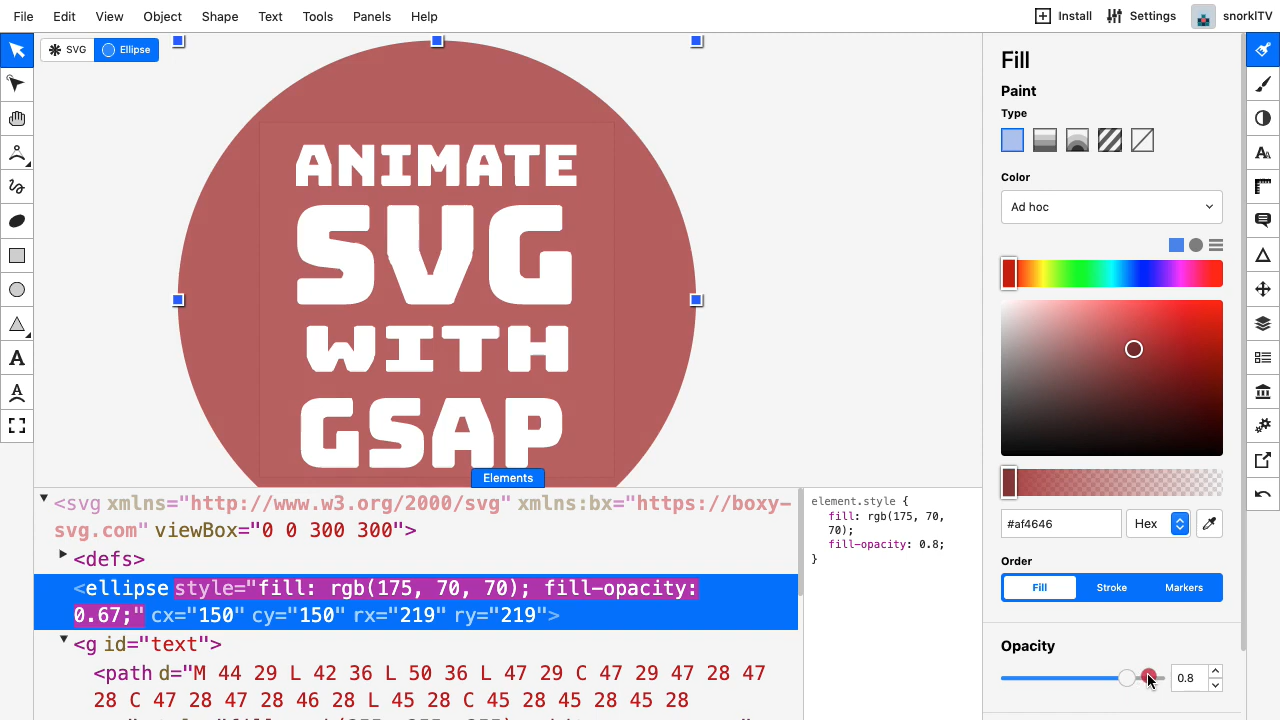 File Edit View Object Shape Text Tools Panels Help Install Settings snorklTV
SVG Ellipse
ANIMATE
SVG
WITH
GSAP
Elements
<svg xmlns="http://www.w3.org/2000/svg" xmlns:bx="https://boxy-
svg.com" viewBox="0 0 300 300">
<defs>
<ellipse style="fill: rgb(175, 70, 70); fill-opacity:
0.67;" cx="150" cy="150" rx="219" ry="219">
<g id="text">
<path d="M 44 29 L 42 36 L 50 36 L 47 29 C 47 29 47 28 47
28 C 47 28 47 28 46 28 L 45 28 C 45 28 45 28 45 28
element.style {
fill: rgb(175, 70,
70);
fill-opacity: 0.8;
}
Fill
Paint
Type
Color
Ad hoc
#af4646 Hex
Order
Fill Stroke Markers
Opacity
0.8